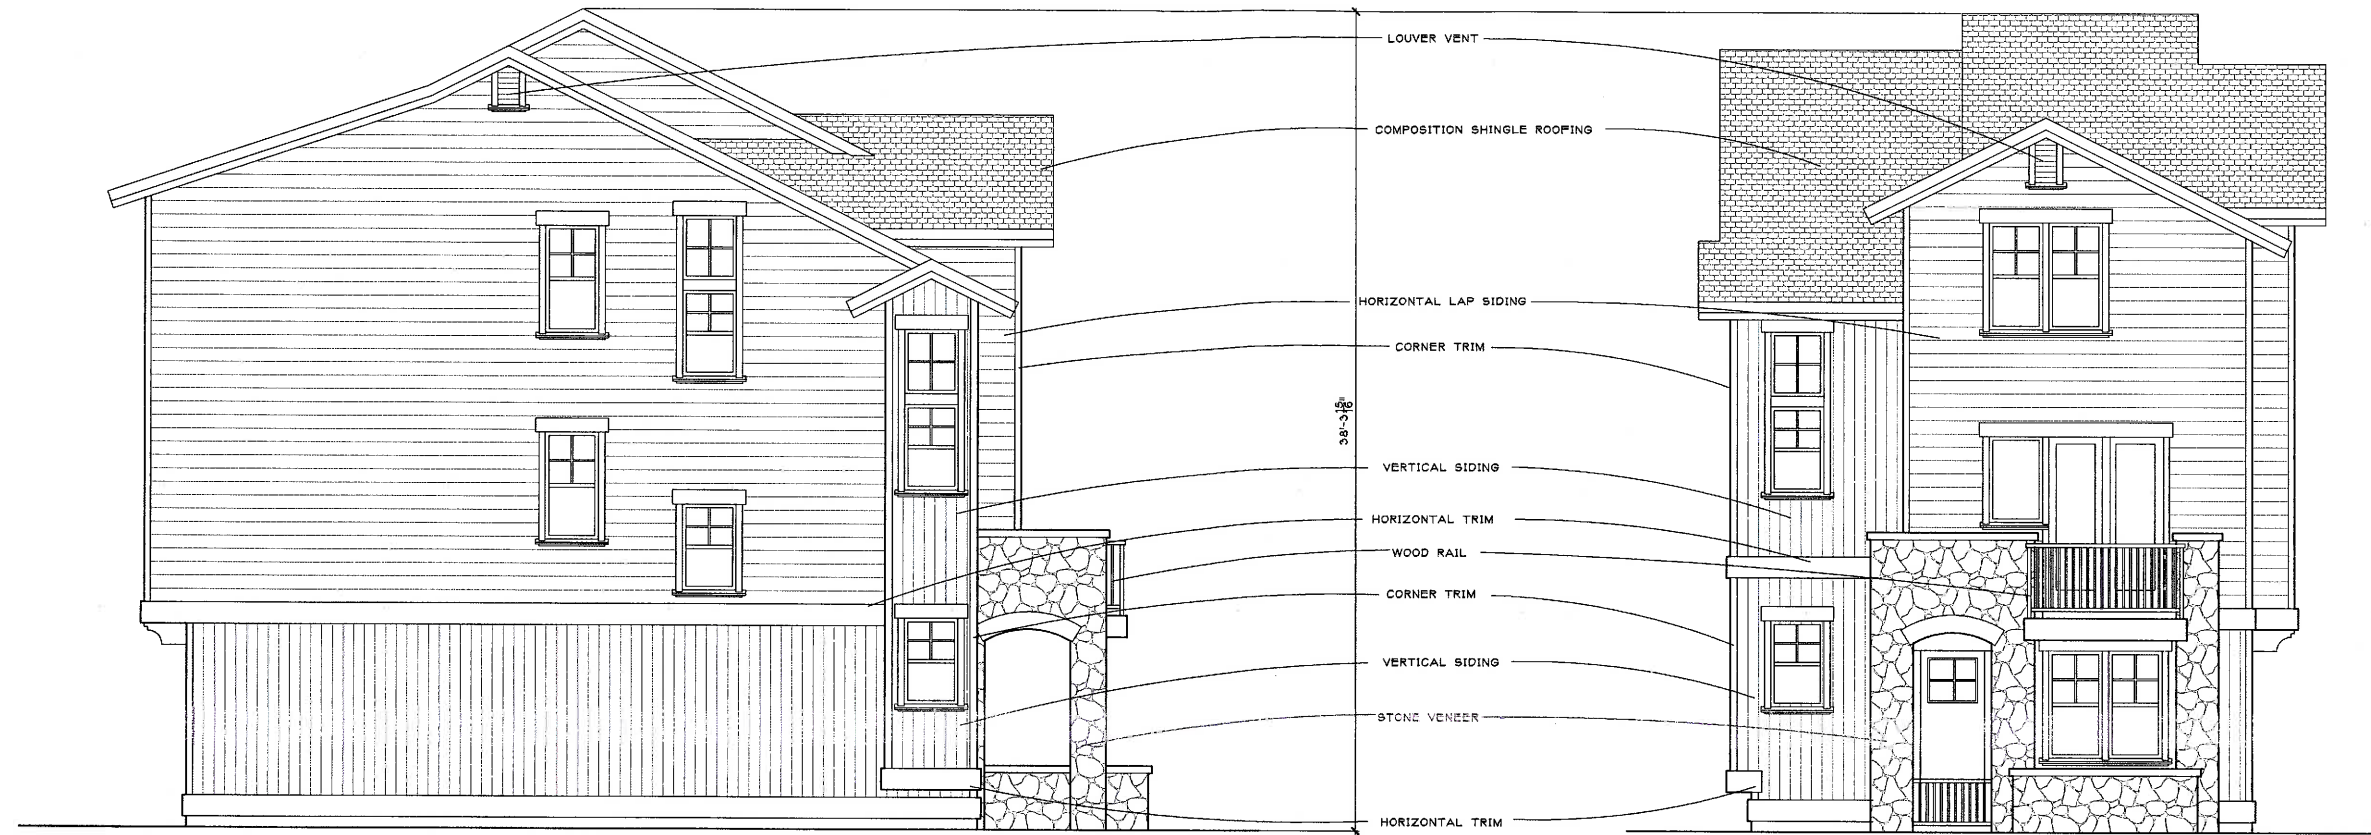 LOUVER VENT
COMPOSITION SHINGLE ROOFING
HORIZONTAL LAP SIDING
CORNER TRIM
38'-3 15/16"
VERTICAL SIDING
HORIZONTAL TRIM
WOOD RAIL
CORNER TRIM
VERTICAL SIDING
STONE VENEER
HORIZONTAL TRIM